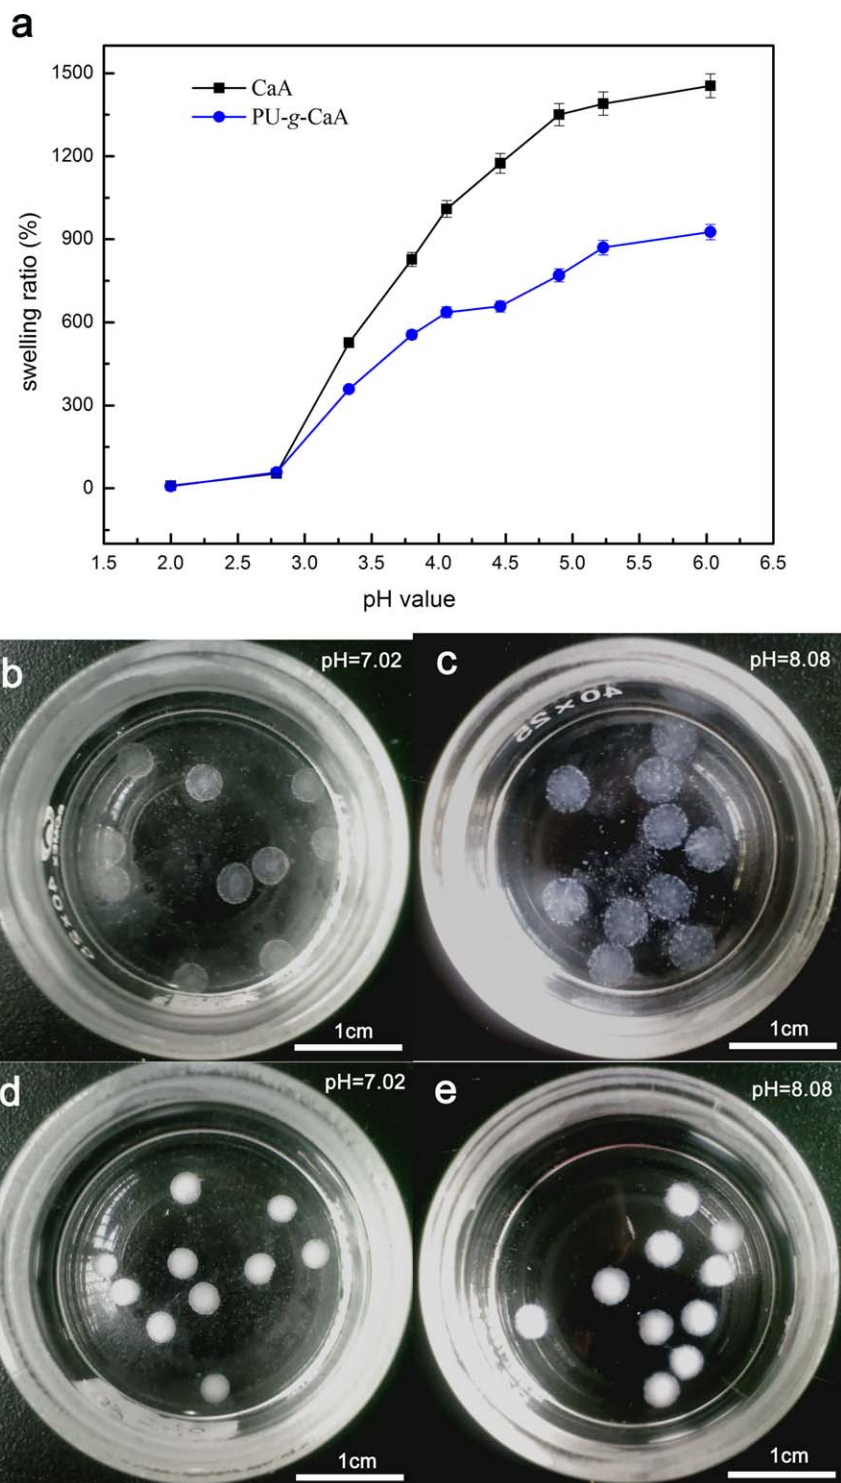 a
1500
1200
900
600
300
0
swelling ratio (%)
CaA
PU-g-CaA
1.5 2.0 2.5 3.0 3.5 4.0 4.5 5.0 5.5 6.0 6.5
pH value
b
pH=7.02
1cm
c
pH=8.08
40×25
1cm
d
pH=7.02
1cm
e
pH=8.08
1cm